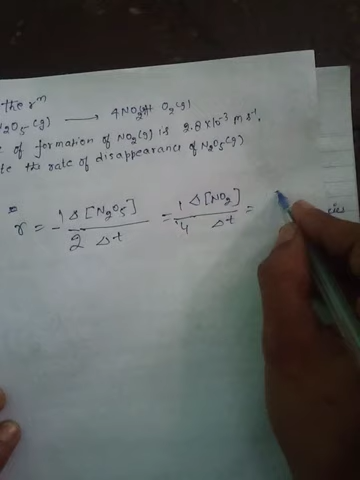 the rxn
N2O5(g) ⟶ 4NO2(g) + O2(g)
of formation of NO2(g) is 2.8 x 10^-3 M s^-1.
the rate of disappearance of N2O5(g)
r = - 1/2 Δ[N2O5]/Δt = 1/4 Δ[NO2]/Δt =